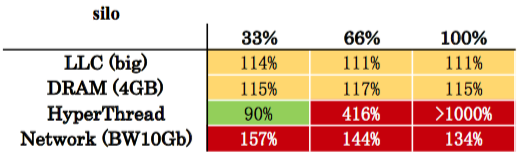 silo
33% 66% 100%
LLC (big) 114% 111% 111%
DRAM (4GB) 115% 117% 115%
HyperThread 90% 416% >1000%
Network (BW10Gb) 157% 144% 134%